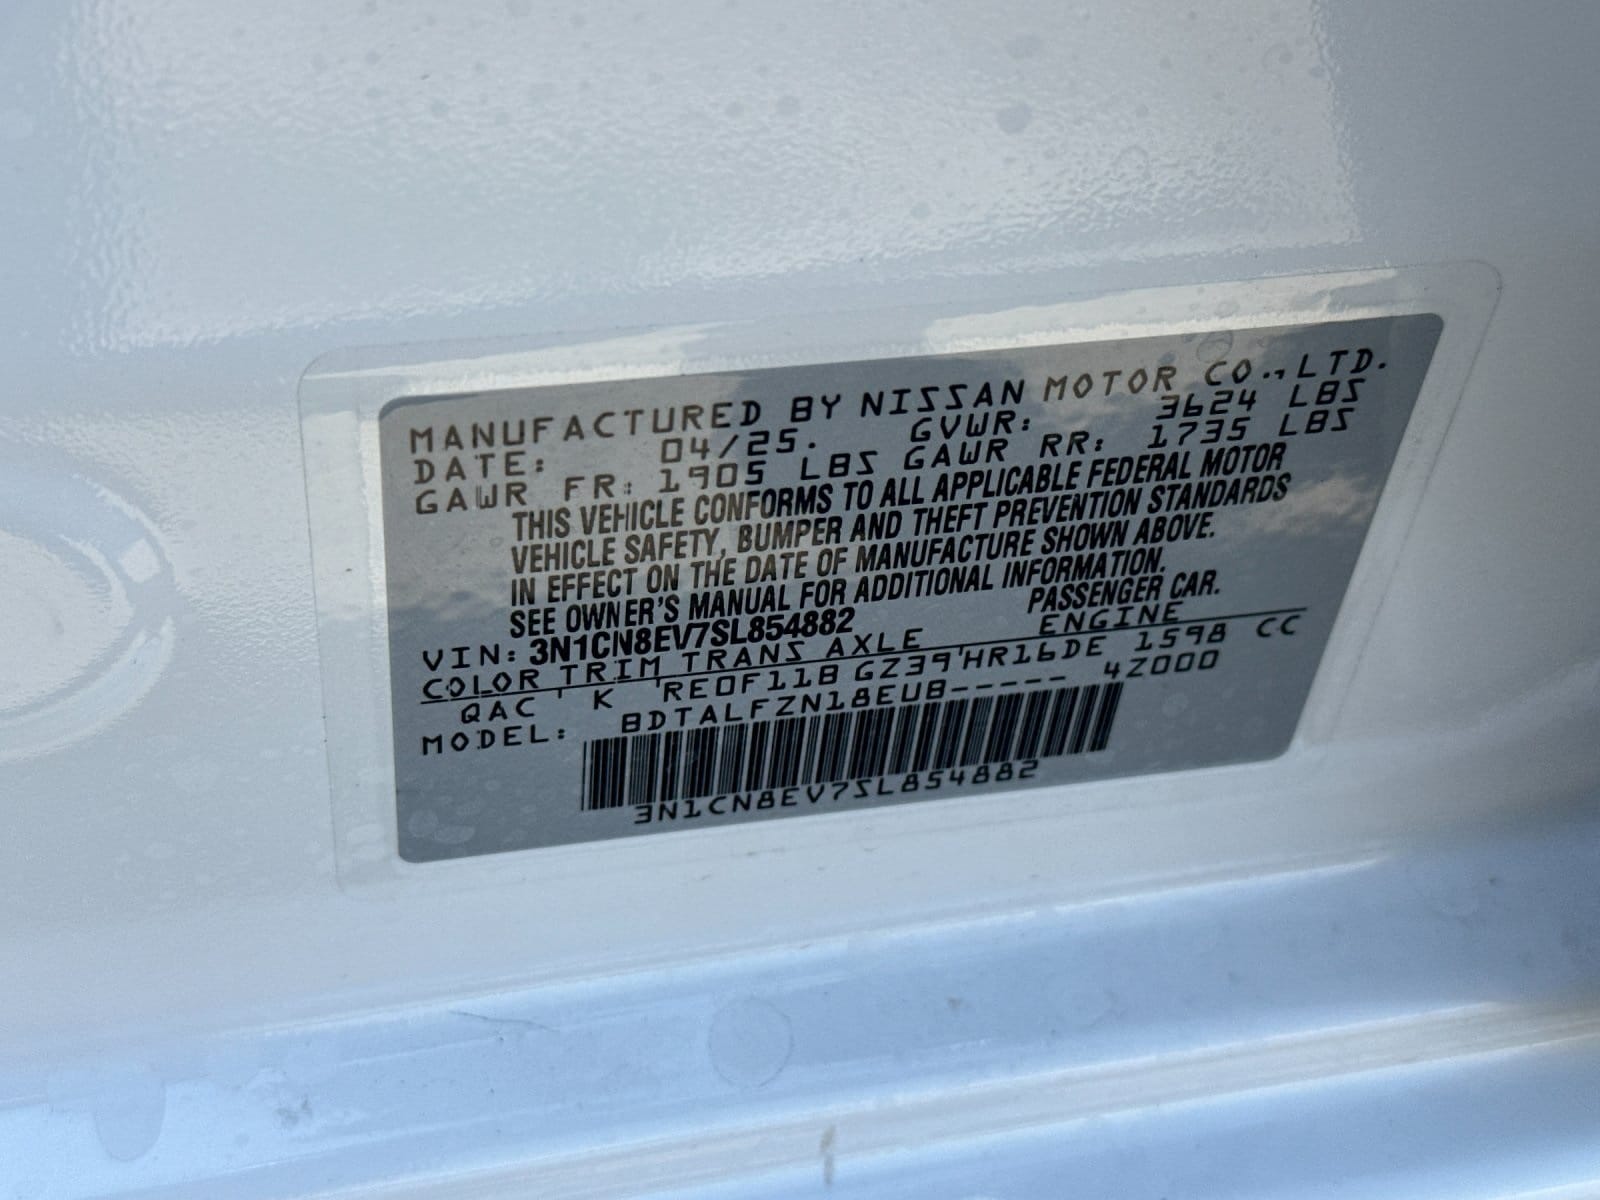 MANUFACTURED BY NISSAN MOTOR CO., LTD.
DATE: 04/25. GVWR: 3624 LBS
GAWR FR: 1905 LBS GAWR RR: 1735 LBS
THIS VEHICLE CONFORMS TO ALL APPLICABLE FEDERAL MOTOR
VEHICLE SAFETY, BUMPER AND THEFT PREVENTION STANDARDS
IN EFFECT ON THE DATE OF MANUFACTURE SHOWN ABOVE.
SEE OWNER'S MANUAL FOR ADDITIONAL INFORMATION.
VIN: 3N1CN8EV7SL854882 PASSENGER CAR.
COLOR TRIM TRANS AXLE ENGINE
QAC K RE0F11B GZ39 HR16DE 1598 CC
MODEL: BDTALFZN18EUB----- 4Z000
3N1CN8EV7SL854882